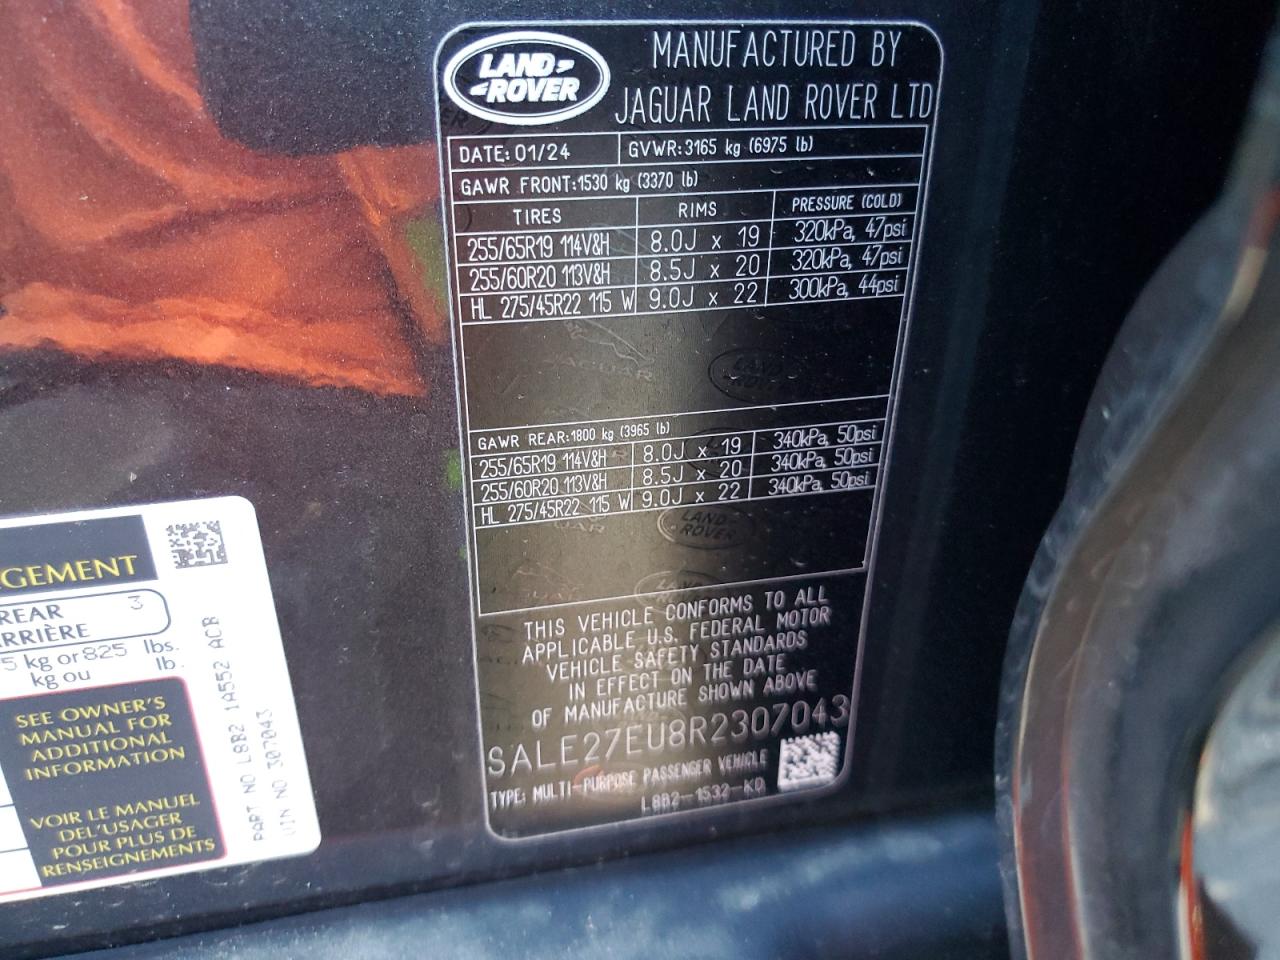 LAND ROVER
MANUFACTURED BY
JAGUAR LAND ROVER LTD
DATE: 01/24 GVWR: 3165 kg (6975 lb)
GAWR FRONT: 1530 kg (3370 lb)
TIRES RIMS PRESSURE (COLD)
255/65R19 114V&H 8.0J x 19 320kPa, 47psi
255/60R20 113V&H 8.5J x 20 320kPa, 47psi
HL 275/45R22 115 W 9.0J x 22 300kPa, 44psi
GAWR REAR: 1800 kg (3965 lb)
255/65R19 114V&H 8.0J x 19 340kPa, 50psi
255/60R20 113V&H 8.5J x 20 340kPa, 50psi
HL 275/45R22 115 W 9.0J x 22 340kPa, 50psi
THIS VEHICLE CONFORMS TO ALL
APPLICABLE U.S. FEDERAL MOTOR
VEHICLE SAFETY STANDARDS
IN EFFECT ON THE DATE
OF MANUFACTURE SHOWN ABOVE
SALE27EU8R2307043
TYPE: MULTI-PURPOSE PASSENGER VEHICLE
L8B2-1532-KD
GEMENT
REAR 3
RRIÈRE
5 kg or 825 lbs.
kg ou lb.
SEE OWNER'S
MANUAL FOR
ADDITIONAL
INFORMATION
VOIR LE MANUEL
DEL'USAGER
POUR PLUS DE
RENSEIGNEMENTS
PART NO L8B2 1A552 ACB
VIN NO 307043